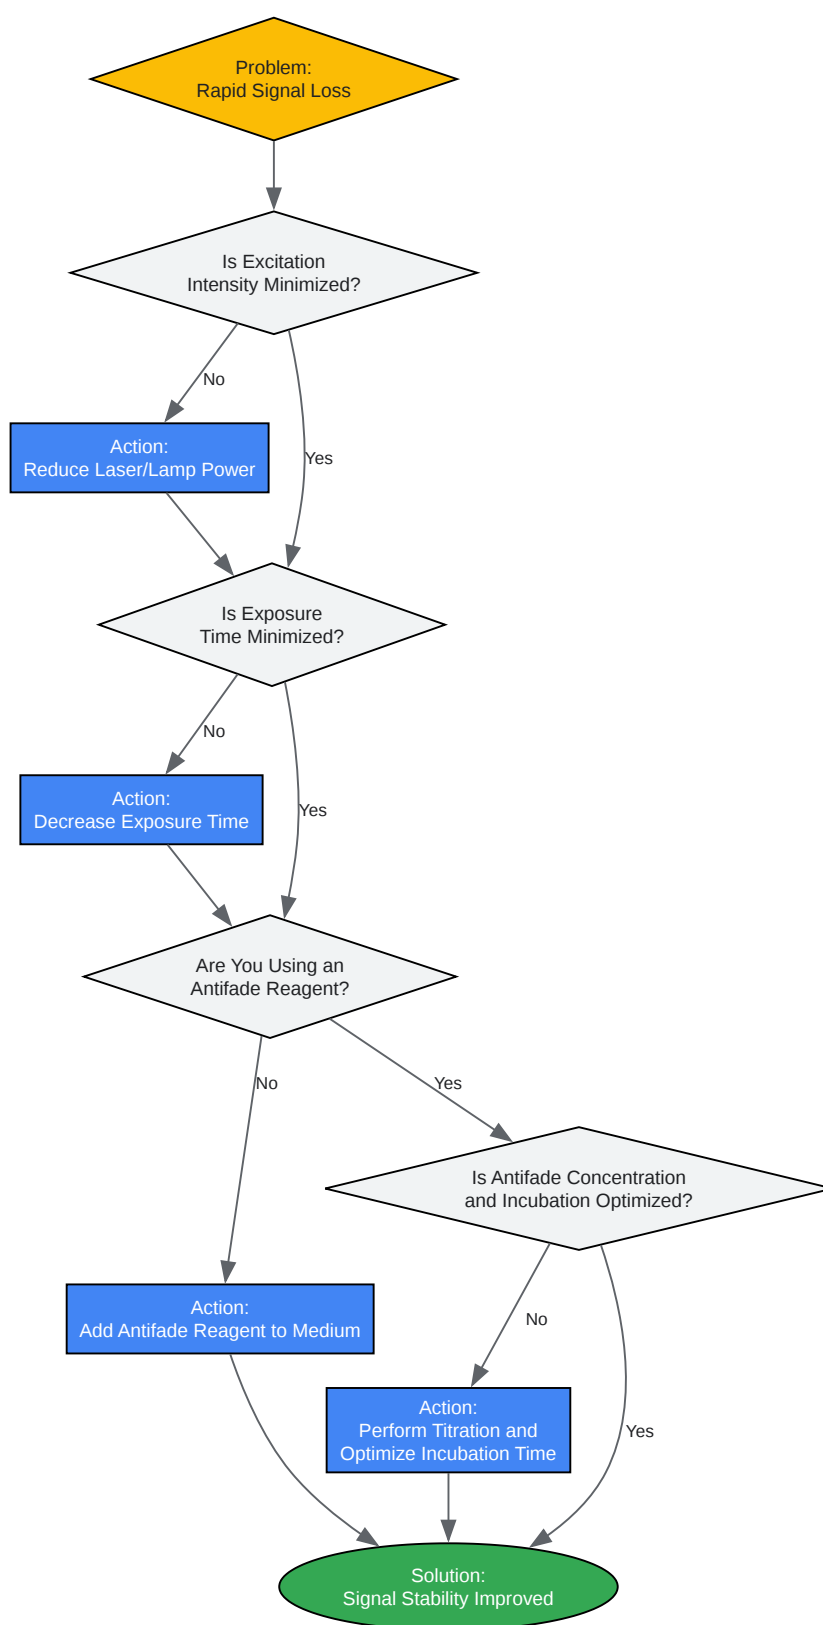 Problem:
Rapid Signal Loss
Is Excitation
Intensity Minimized?
No
Yes
Action:
Reduce Laser/Lamp Power
Is Exposure
Time Minimized?
No
Yes
Action:
Decrease Exposure Time
Are You Using an
Antifade Reagent?
No
Yes
Is Antifade Concentration
and Incubation Optimized?
Action:
Add Antifade Reagent to Medium
No
Yes
Action:
Perform Titration and
Optimize Incubation Time
Solution:
Signal Stability Improved